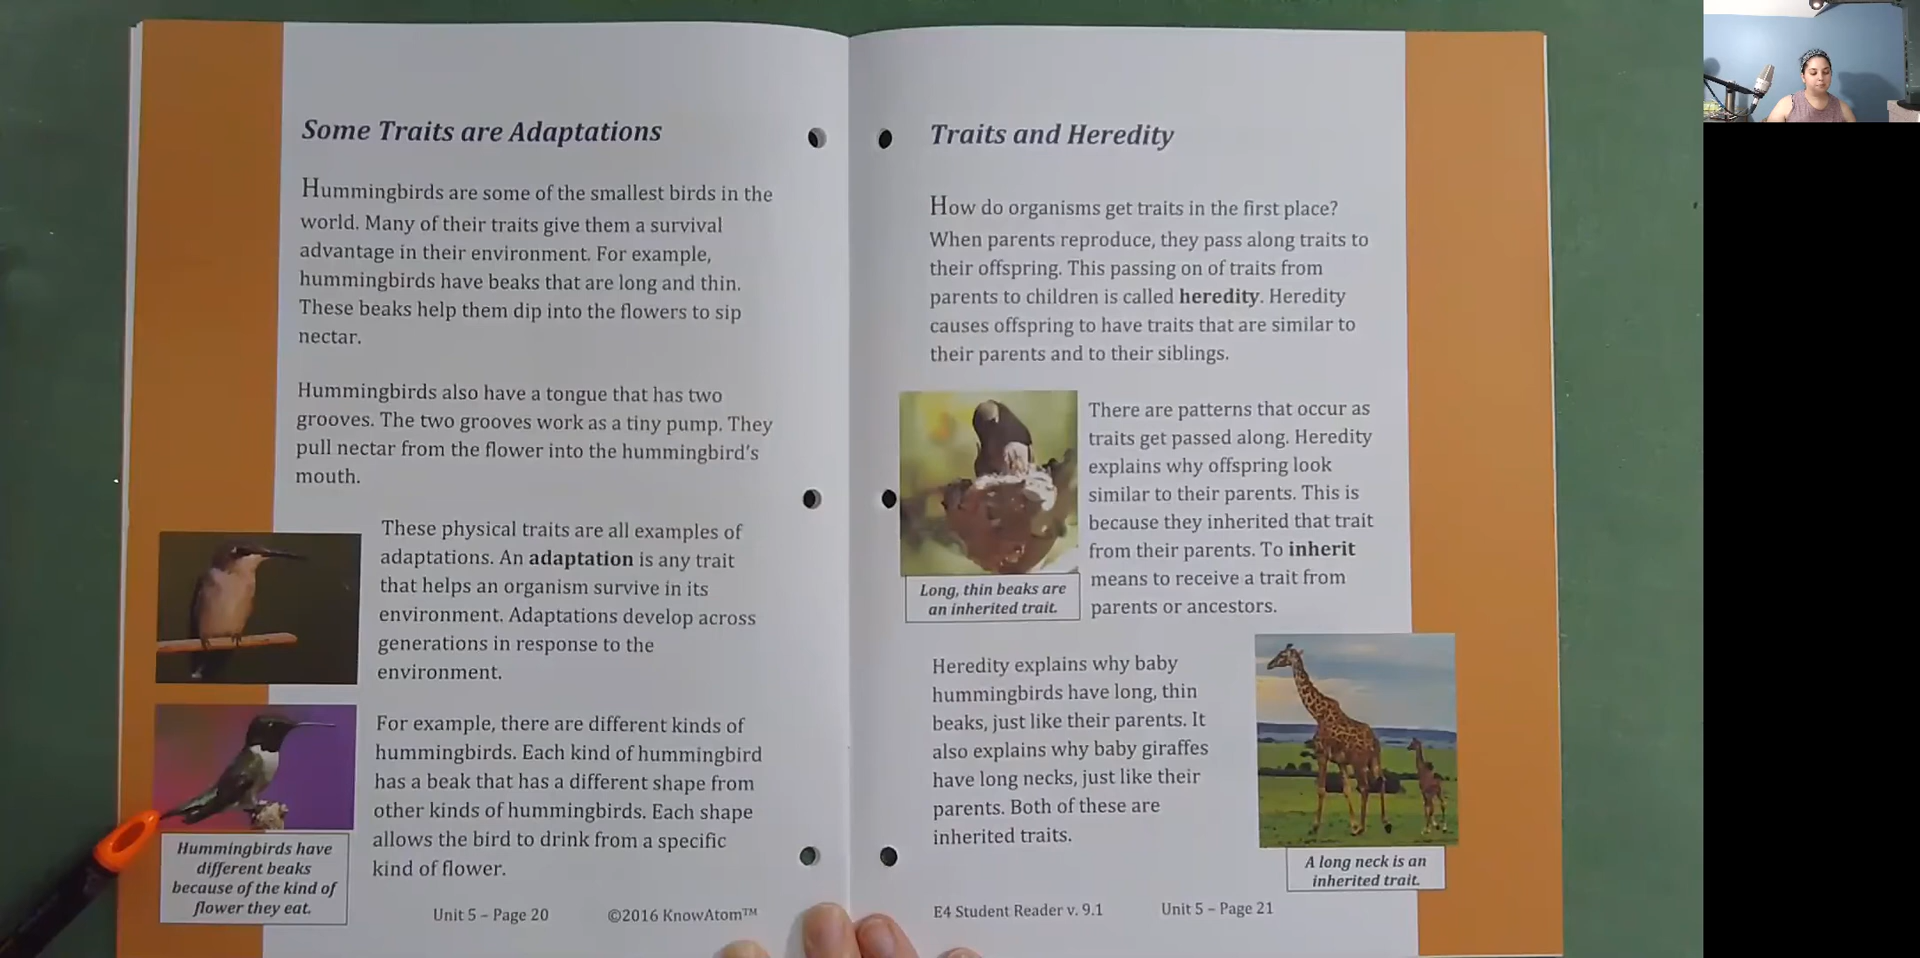 Some Traits are Adaptations
Hummingbirds are some of the smallest birds in the
world. Many of their traits give them a survival
advantage in their environment. For example,
hummingbirds have beaks that are long and thin.
These beaks help them dip into the flowers to sip
nectar.
Hummingbirds also have a tongue that has two
grooves. The two grooves work as a tiny pump. They
pull nectar from the flower into the hummingbird's
mouth.
These physical traits are all examples of
adaptations. An adaptation is any trait
that helps an organism survive in its
environment. Adaptations develop across
generations in response to the
environment.
For example, there are different kinds of
hummingbirds. Each kind of hummingbird
has a beak that has a different shape from
other kinds of hummingbirds. Each shape
allows the bird to drink from a specific
kind of flower.
Hummingbirds have
different beaks
because of the kind of
flower they eat.
Unit 5 – Page 20 ©2016 KnowAtom™
Traits and Heredity
How do organisms get traits in the first place?
When parents reproduce, they pass along traits to
their offspring. This passing on of traits from
parents to children is called heredity. Heredity
causes offspring to have traits that are similar to
their parents and to their siblings.
There are patterns that occur as
traits get passed along. Heredity
explains why offspring look
similar to their parents. This is
because they inherited that trait
from their parents. To inherit
means to receive a trait from
parents or ancestors.
Long, thin beaks are
an inherited trait.
Heredity explains why baby
hummingbirds have long, thin
beaks, just like their parents. It
also explains why baby giraffes
have long necks, just like their
parents. Both of these are
inherited traits.
A long neck is an
inherited trait.
E4 Student Reader v. 9.1 Unit 5 – Page 21